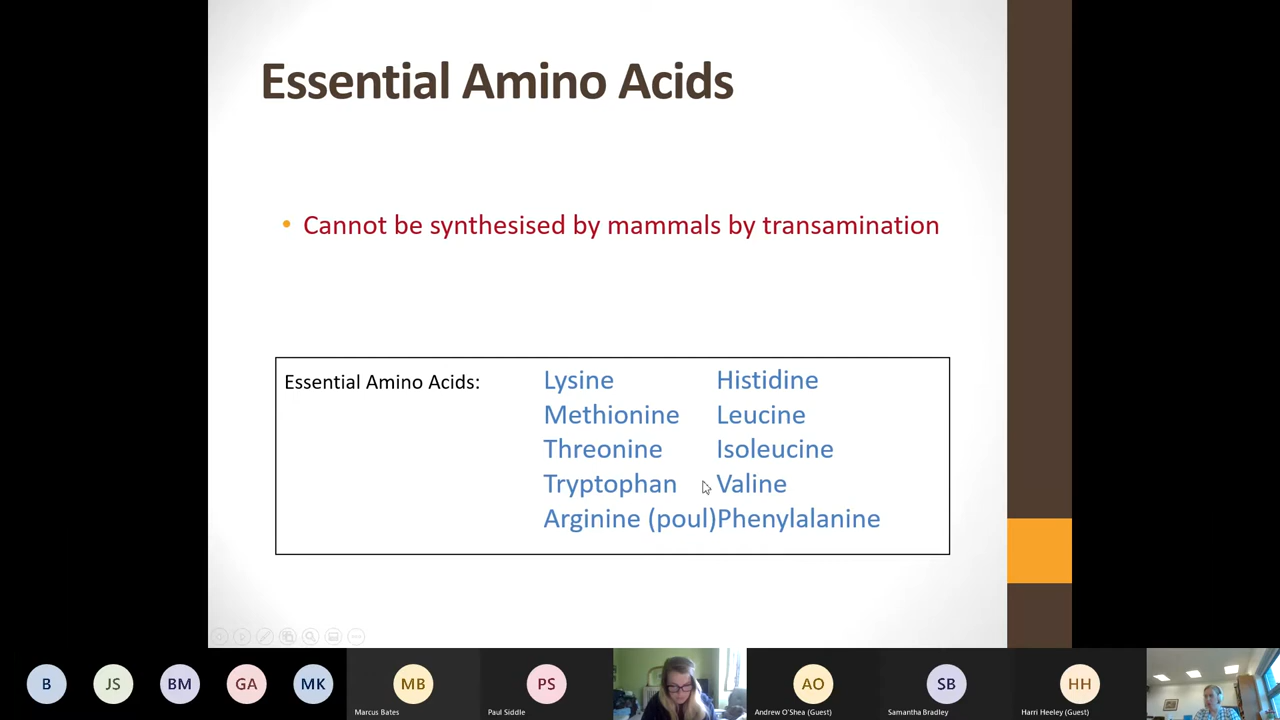 Essential Amino Acids
• Cannot be synthesised by mammals by transamination
Essential Amino Acids:
Lysine Histidine
Methionine Leucine
Threonine Isoleucine
Tryptophan Valine
Arginine (poul)Phenylalanine
B JS BM GA MK MB PS AO SB HH
Marcus Bates Paul Siddle Andrew O'Shea (Guest) Samantha Bradley Harri Heeley (Guest)